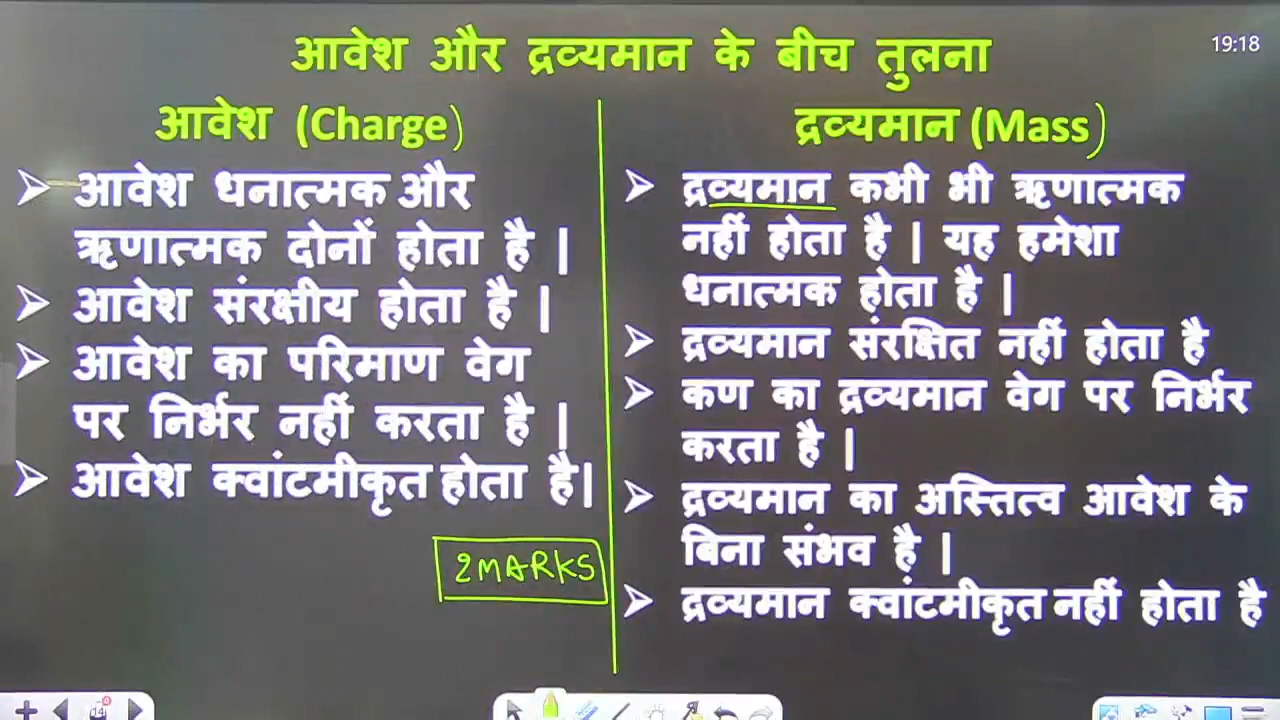 आवेश और द्रव्यमान के बीच तुलना
19:18
आवेश (Charge)
➢ आवेश धनात्मक और
ऋणात्मक दोनों होता है |
➢ आवेश संरक्षीय होता है |
➢ आवेश का परिमाण वेग
पर निर्भर नहीं करता है |
➢ आवेश क्वांटमीकृत होता है|
2MARKS
द्रव्यमान (Mass)
➢ द्रव्यमान कभी भी ऋणात्मक
नहीं होता है | यह हमेशा
धनात्मक होता है |
➢ द्रव्यमान संरक्षित नहीं होता है
➢ कण का द्रव्यमान वेग पर निर्भर
करता है |
➢ द्रव्यमान का अस्तित्व आवेश के
बिना संभव है |
➢ द्रव्यमान क्वांटमीकृत नहीं होता है
14